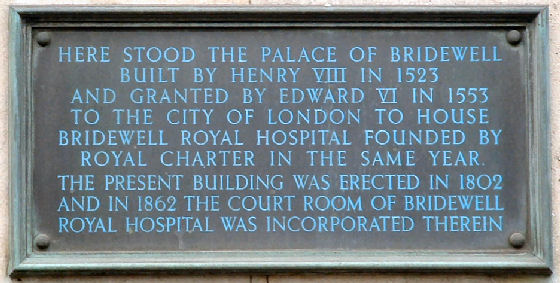 HERE STOOD THE PALACE OF BRIDEWELL
BUILT BY HENRY VIII IN 1523
AND GRANTED BY EDWARD VI IN 1553
TO THE CITY OF LONDON TO HOUSE
BRIDEWELL ROYAL HOSPITAL FOUNDED BY
ROYAL CHARTER IN THE SAME YEAR.
THE PRESENT BUILDING WAS ERECTED IN 1802
AND IN 1862 THE COURT ROOM OF BRIDEWELL
ROYAL HOSPITAL WAS INCORPORATED THEREIN